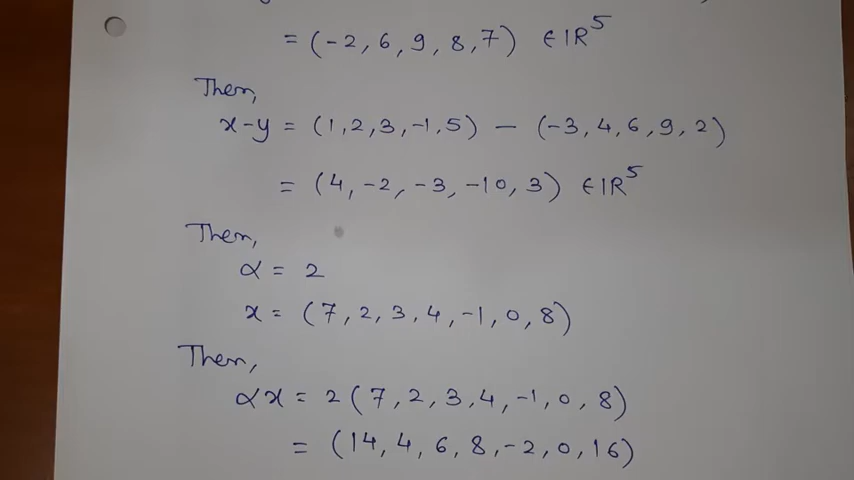 = (-2, 6, 9, 8, 7) ∈ ℝ⁵
Then,
x-y = (1, 2, 3, -1, 5) - (-3, 4, 6, 9, 2)
= (4, -2, -3, -10, 3) ∈ ℝ⁵
Then,
α = 2
x = (7, 2, 3, 4, -1, 0, 8)
Then,
αx = 2(7, 2, 3, 4, -1, 0, 8)
= (14, 4, 6, 8, -2, 0, 16)